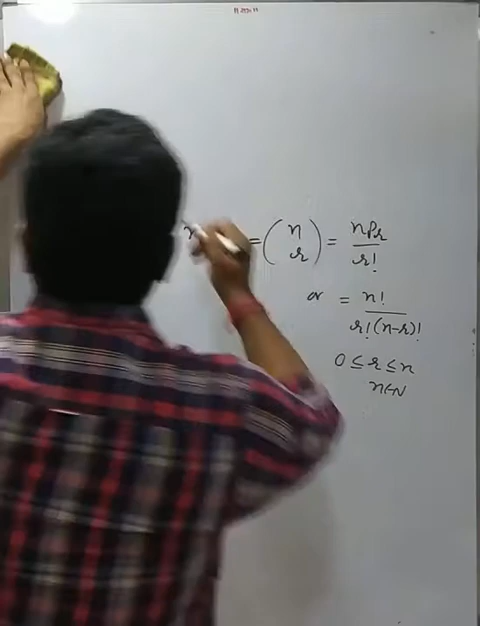 n = (n r) = nPr / r!
or = n! / r!(n-r)!
0 ≤ r ≤ n
n∈N